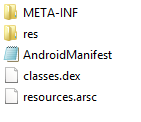 META-INF
res
AndroidManifest
classes.dex
resources.arsc